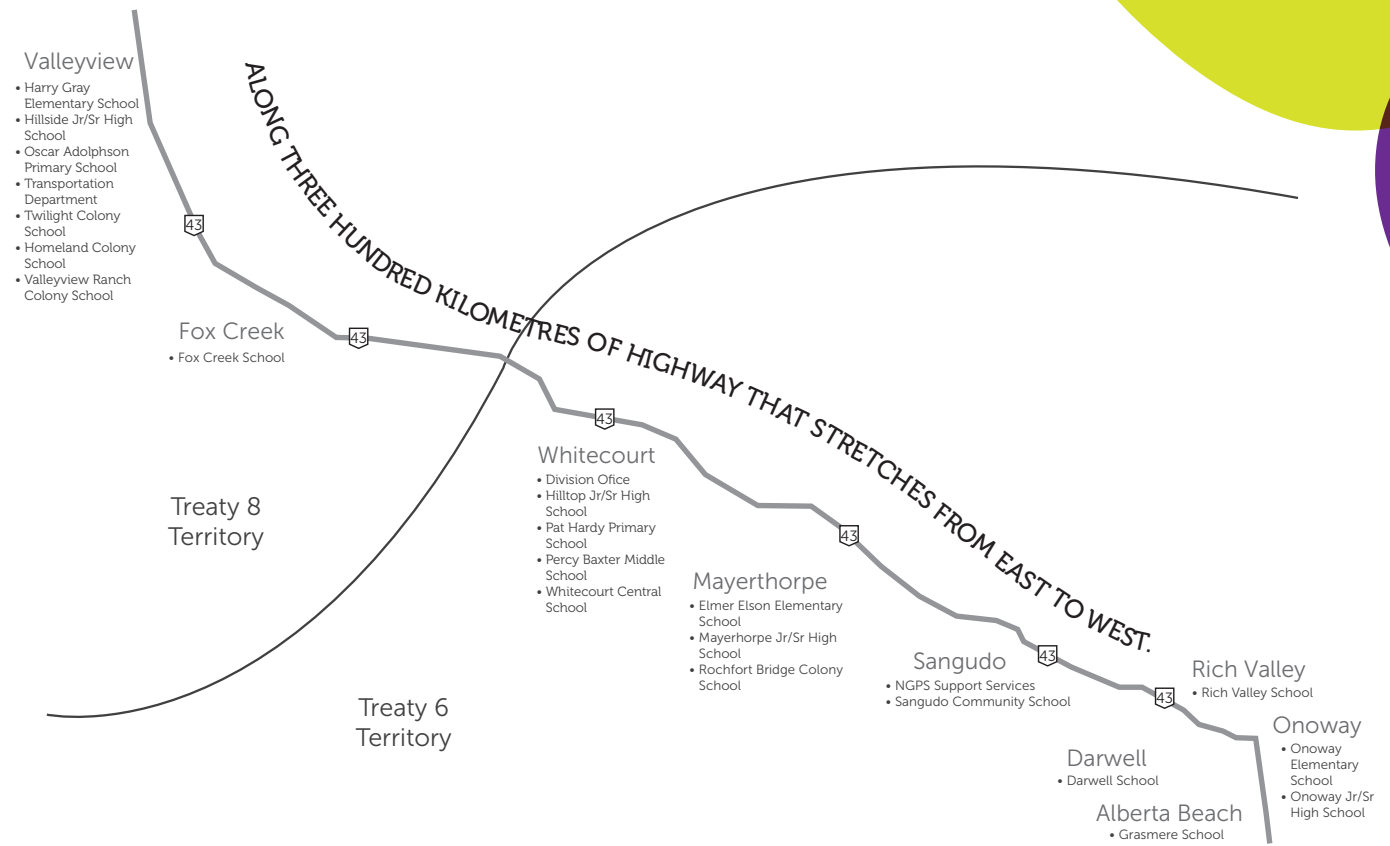 Valleyview
• Harry Gray
Elementary School
• Hillside Jr/Sr High
School
• Oscar Adolphson
Primary School
• Transportation
Department
• Twilight Colony
School
• Homeland Colony
School
• Valleyview Ranch
Colony School
ALONG THREE HUNDRED KILOMETRES OF HIGHWAY THAT STRETCHES FROM EAST TO WEST.
43
Fox Creek
• Fox Creek School
43
43
Whitecourt
• Division Ofice
• Hilltop Jr/Sr High
School
• Pat Hardy Primary
School
• Percy Baxter Middle
School
• Whitecourt Central
School
Treaty 8
Territory
43
Mayerthorpe
• Elmer Elson Elementary
School
• Mayerhorpe Jr/Sr High
School
• Rochfort Bridge Colony
School
Treaty 6
Territory
43
Sangudo
• NGPS Support Services
• Sangudo Community School
43
Rich Valley
• Rich Valley School
Onoway
• Onoway
Elementary
School
• Onoway Jr/Sr
High School
Darwell
• Darwell School
Alberta Beach
• Grasmere School